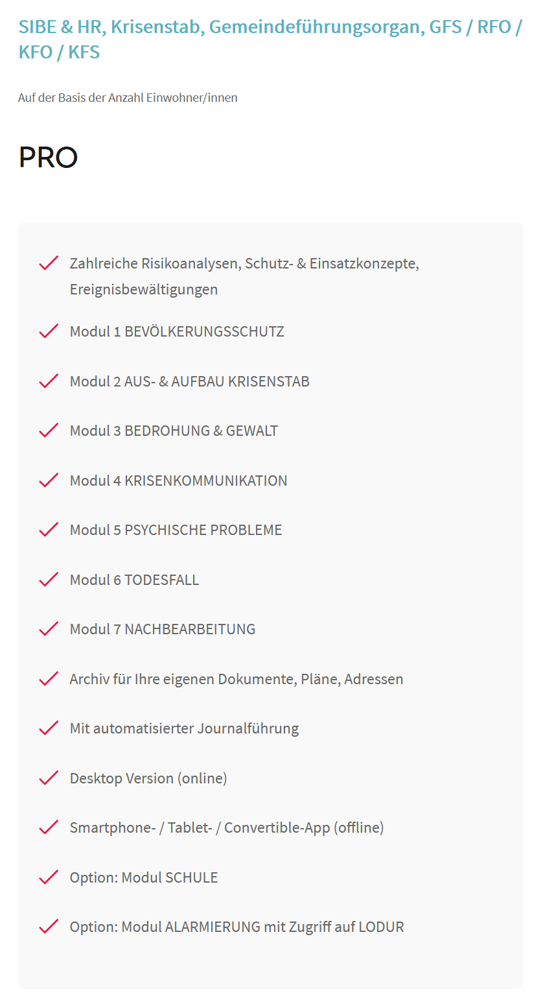 SIBE & HR, Krisenstab, Gemeindeführungsorgan, GFS / RFO /
KFO / KFS
Auf der Basis der Anzahl Einwohner/innen
PRO
Zahlreiche Risikoanalysen, Schutz- & Einsatzkonzepte,
Ereignisbewältigungen
Modul 1 BEVÖLKERUNGSSCHUTZ
Modul 2 AUS- & AUFBAU KRISENSTAB
Modul 3 BEDROHUNG & GEWALT
Modul 4 KRISENKOMMUNIKATION
Modul 5 PSYCHISCHE PROBLEME
Modul 6 TODESFALL
Modul 7 NACHBEARBEITUNG
Archiv für Ihre eigenen Dokumente, Pläne, Adressen
Mit automatisierter Journalführung
Desktop Version (online)
Smartphone- / Tablet- / Convertible-App (offline)
Option: Modul SCHULE
Option: Modul ALARMIERUNG mit Zugriff auf LODUR